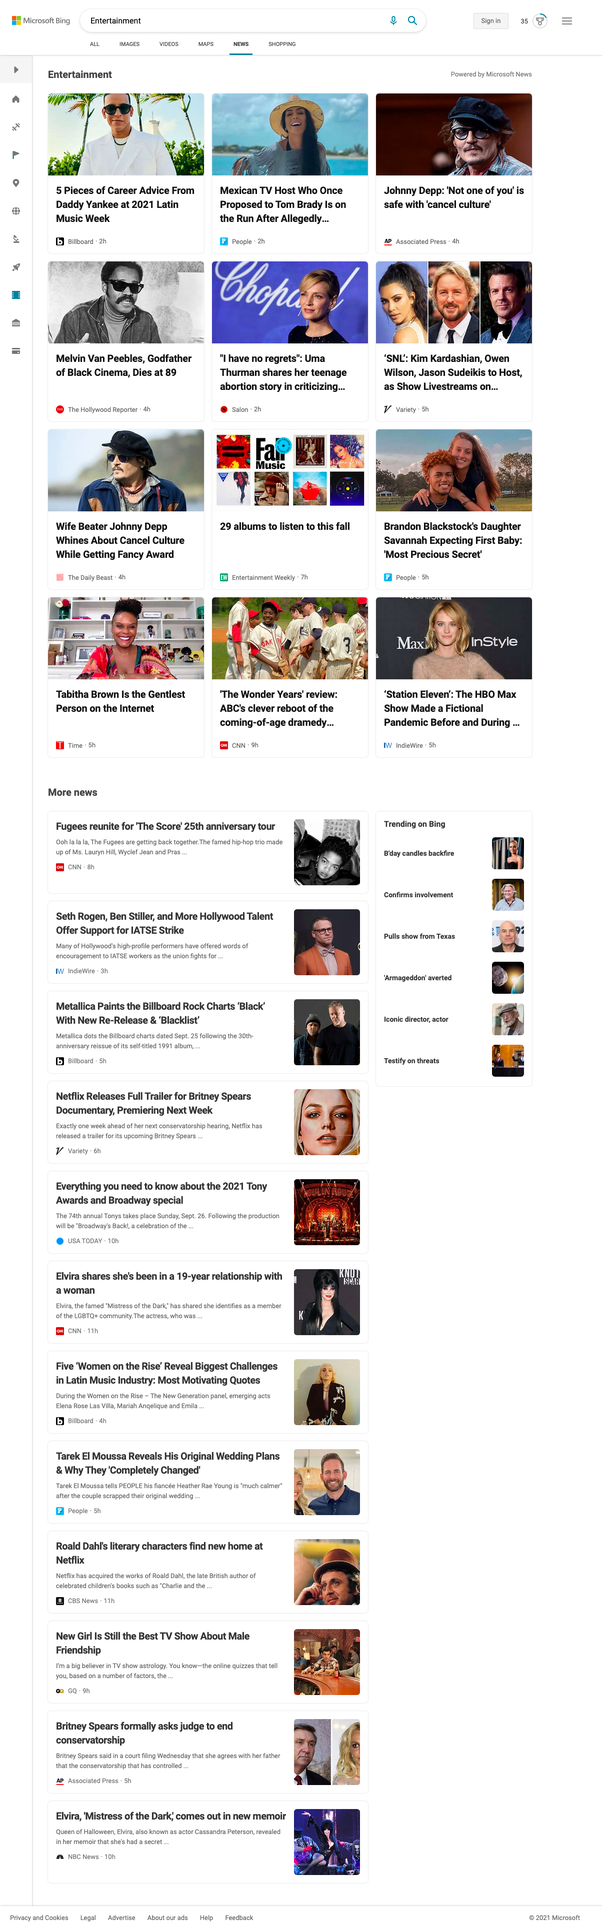 Microsoft Bing
Entertainment
Sign in
35
ALL
IMAGES
VIDEOS
MAPS
NEWS
SHOPPING
Entertainment
Powered by Microsoft News
5 Pieces of Career Advice From
Daddy Yankee at 2021 Latin
Music Week
Billboard · 2h
Mexican TV Host Who Once
Proposed to Tom Brady Is on
the Run After Allegedly...
People · 2h
Johnny Depp: 'Not one of you' is
safe with 'cancel culture'
AP
Associated Press · 4h
Chopard
Melvin Van Peebles, Godfather
of Black Cinema, Dies at 89
The Hollywood Reporter · 4h
"I have no regrets": Uma
Thurman shares her teenage
abortion story in criticizing...
Salon · 2h
'SNL': Kim Kardashian, Owen
Wilson, Jason Sudeikis to Host,
as Show Livestreams on...
Variety · 5h
Fall
Music
Wife Beater Johnny Depp
Whines About Cancel Culture
While Getting Fancy Award
The Daily Beast · 4h
29 albums to listen to this fall
Entertainment Weekly · 7h
Brandon Blackstock's Daughter
Savannah Expecting First Baby:
'Most Precious Secret'
People · 5h
3
Max
InStyle
Tabitha Brown Is the Gentlest
Person on the Internet
Time · 5h
'The Wonder Years' review:
ABC's clever reboot of the
coming-of-age dramedy...
CNN · 9h
'Station Eleven': The HBO Max
Show Made a Fictional
Pandemic Before and During ...
IndieWire · 5h
More news
Fugees reunite for 'The Score' 25th anniversary tour
Ooh la la la, The Fugees are getting back together.The famed hip-hop trio made
up of Ms. Lauryn Hill, Wyclef Jean and Pras ...
CNN · 8h
Seth Rogen, Ben Stiller, and More Hollywood Talent
Offer Support for IATSE Strike
Many of Hollywood's high-profile performers have offered words of
encouragement to IATSE workers as the union fights for ...
IndieWire · 3h
Metallica Paints the Billboard Rock Charts 'Black'
With New Re-Release & 'Blacklist'
Metallica dots the Billboard charts dated Sept. 25 following the 30th-
anniversary reissue of its self-titled 1991 album, ...
Billboard · 5h
Netflix Releases Full Trailer for Britney Spears
Documentary, Premiering Next Week
Exactly one week ahead of her next conservatorship hearing, Netflix has
released a trailer for its upcoming Britney Spears ...
Variety · 6h
Everything you need to know about the 2021 Tony
Awards and Broadway special
The 74th annual Tonys takes place Sunday, Sept. 26. Following the production
will be "Broadway's Back!, a celebration of the ...
USA TODAY · 10h
Elvira shares she's been in a 19-year relationship with
a woman
Elvira, the famed "Mistress of the Dark," has shared she identifies as a member
of the LGBTQ+ community.The actress, who was ...
CNN · 11h
Five 'Women on the Rise' Reveal Biggest Challenges
in Latin Music Industry: Most Motivating Quotes
During the Women on the Rise – The New Generation panel, emerging acts
Elena Rose Las Villa, Mariah Angelique and Emila ...
Billboard · 4h
Tarek El Moussa Reveals His Original Wedding Plans
& Why They 'Completely Changed'
Tarek El Moussa tells PEOPLE his fiancée Heather Rae Young is "much calmer"
after the couple scrapped their original wedding ...
People · 5h
Roald Dahl's literary characters find new home at
Netflix
Netflix has acquired the works of Roald Dahl, the late British author of
celebrated children's books such as "Charlie and the ...
CBS News · 11h
New Girl Is Still the Best TV Show About Male
Friendship
I'm a big believer in TV show astrology. You know—the online quizzes that tell
you, based on a number of factors, the ...
GQ · 9h
Britney Spears formally asks judge to end
conservatorship
Britney Spears said in a court filing Wednesday that she agrees with her father
that the conservatorship that has controlled ...
AP
Associated Press · 5h
Elvira, 'Mistress of the Dark,' comes out in new memoir
Queen of Halloween, Elvira, also known as actor Cassandra Peterson, revealed
in her memoir that she's had a secret ...
NBC News · 10h
Trending on Bing
B'day candles backfire
Confirms involvement
Pulls show from Texas
'Armageddon' averted
Iconic director, actor
Testify on threats
Privacy and Cookies
Legal
Advertise
About our ads
Help
Feedback
© 2021 Microsoft